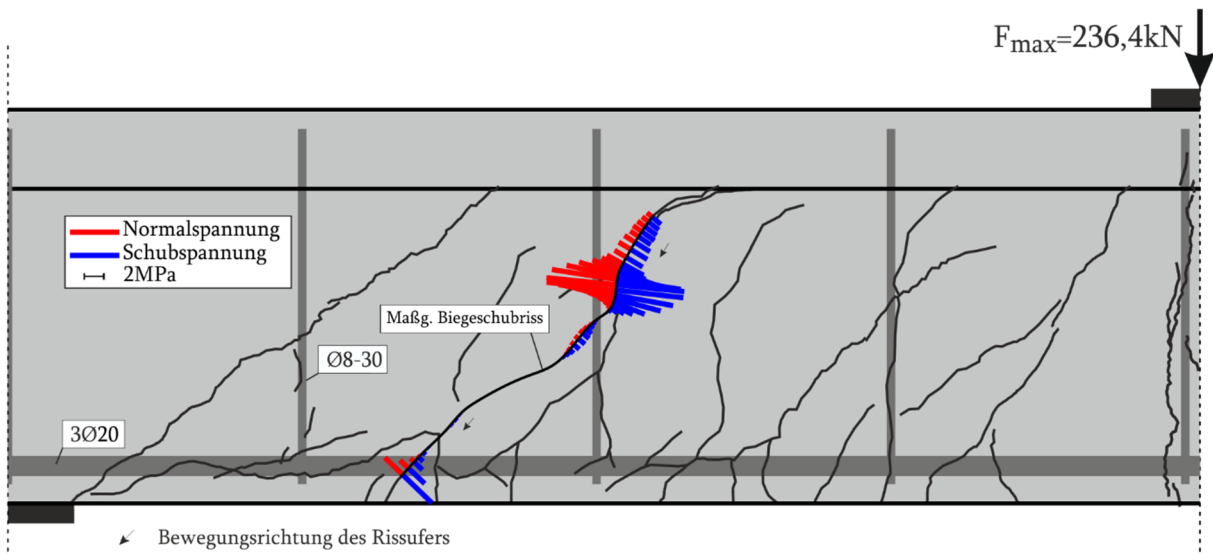 Fmax=236,4kN
Normalspannung
Schubspannung
2MPa
Maßg. Biegeschubriss
Ø8-30
3Ø20
Bewegungsrichtung des Rissufers